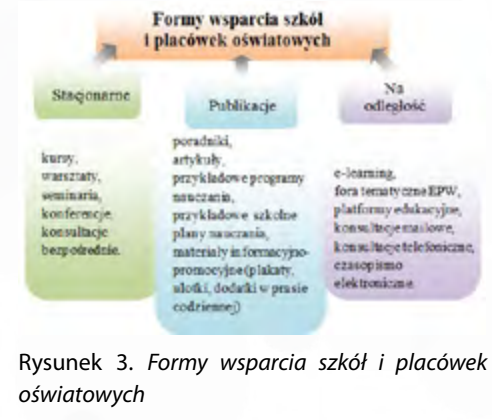 Formy wsparcia szkół
i placówek oświatowych
Stacjonarne
kursy,
warsztaty,
seminaria,
konferencje,
konsultacje
bezpośrednie.
Publikacje
poradniki,
artykuły,
przykładowe programy
nauczania,
przykładowe szkolne
plany nauczania,
materiały informacyjno-
promocyjne (plakaty,
ulotki, dodatki w prasie
codziennej)
Na
odległość
e-learning,
fora tematyczne EPW,
platformy edukacyjne,
konsultacje mailowe,
konsultacje telefoniczne,
czasopismo
elektroniczne.
Rysunek 3. Formy wsparcia szkół i placówek
oświatowych